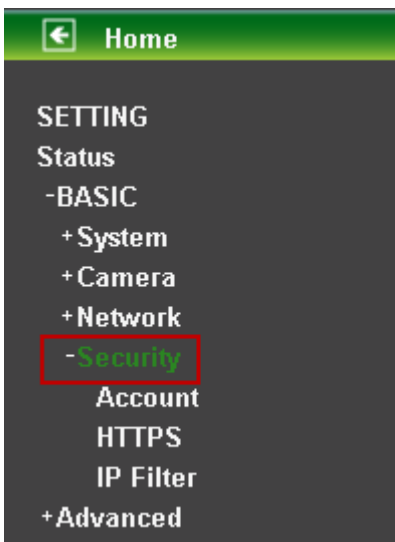 Home
SETTING
Status
-BASIC
+System
+Camera
+Network
-Security
Account
HTTPS
IP Filter
+Advanced